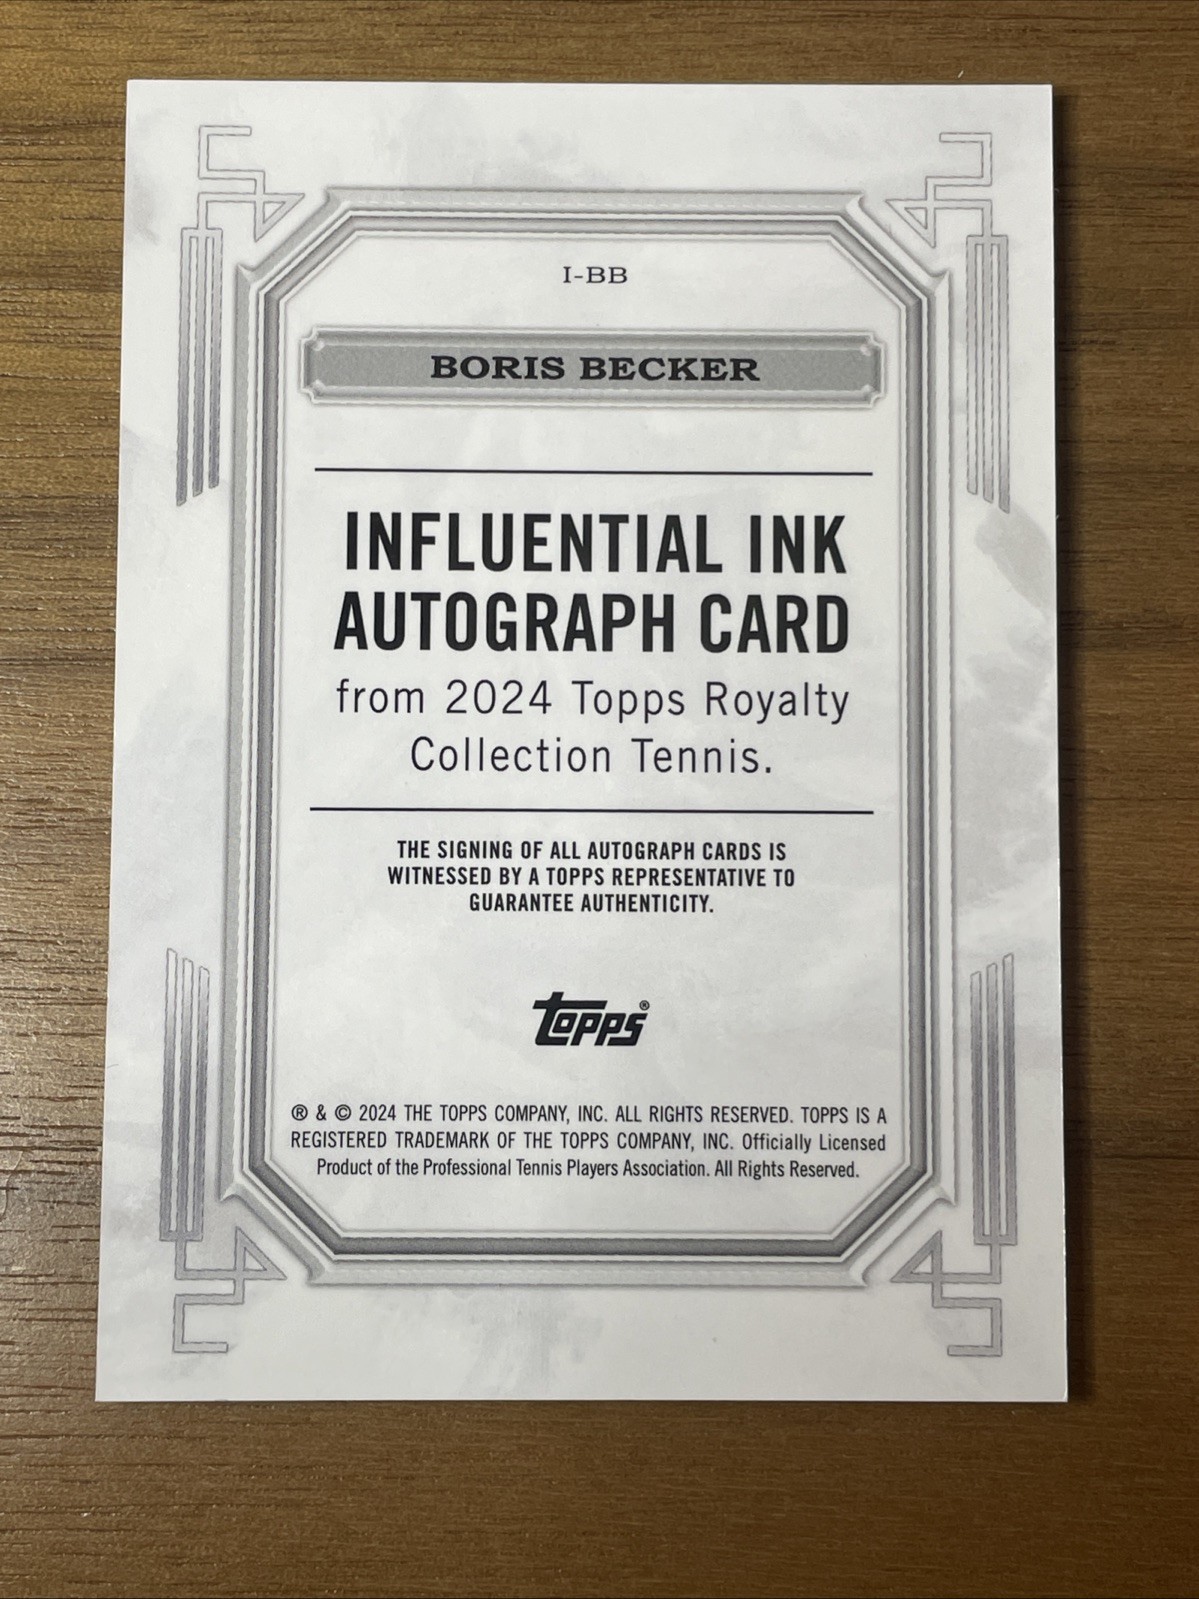 I-BB
BORIS BECKER
INFLUENTIAL INK
AUTOGRAPH CARD
from 2024 Topps Royalty
Collection Tennis.
THE SIGNING OF ALL AUTOGRAPH CARDS IS
WITNESSED BY A TOPPS REPRESENTATIVE TO
GUARANTEE AUTHENTICITY.
topps®
® & © 2024 THE TOPPS COMPANY, INC. ALL RIGHTS RESERVED. TOPPS IS A
REGISTERED TRADEMARK OF THE TOPPS COMPANY, INC. Officially Licensed
Product of the Professional Tennis Players Association. All Rights Reserved.